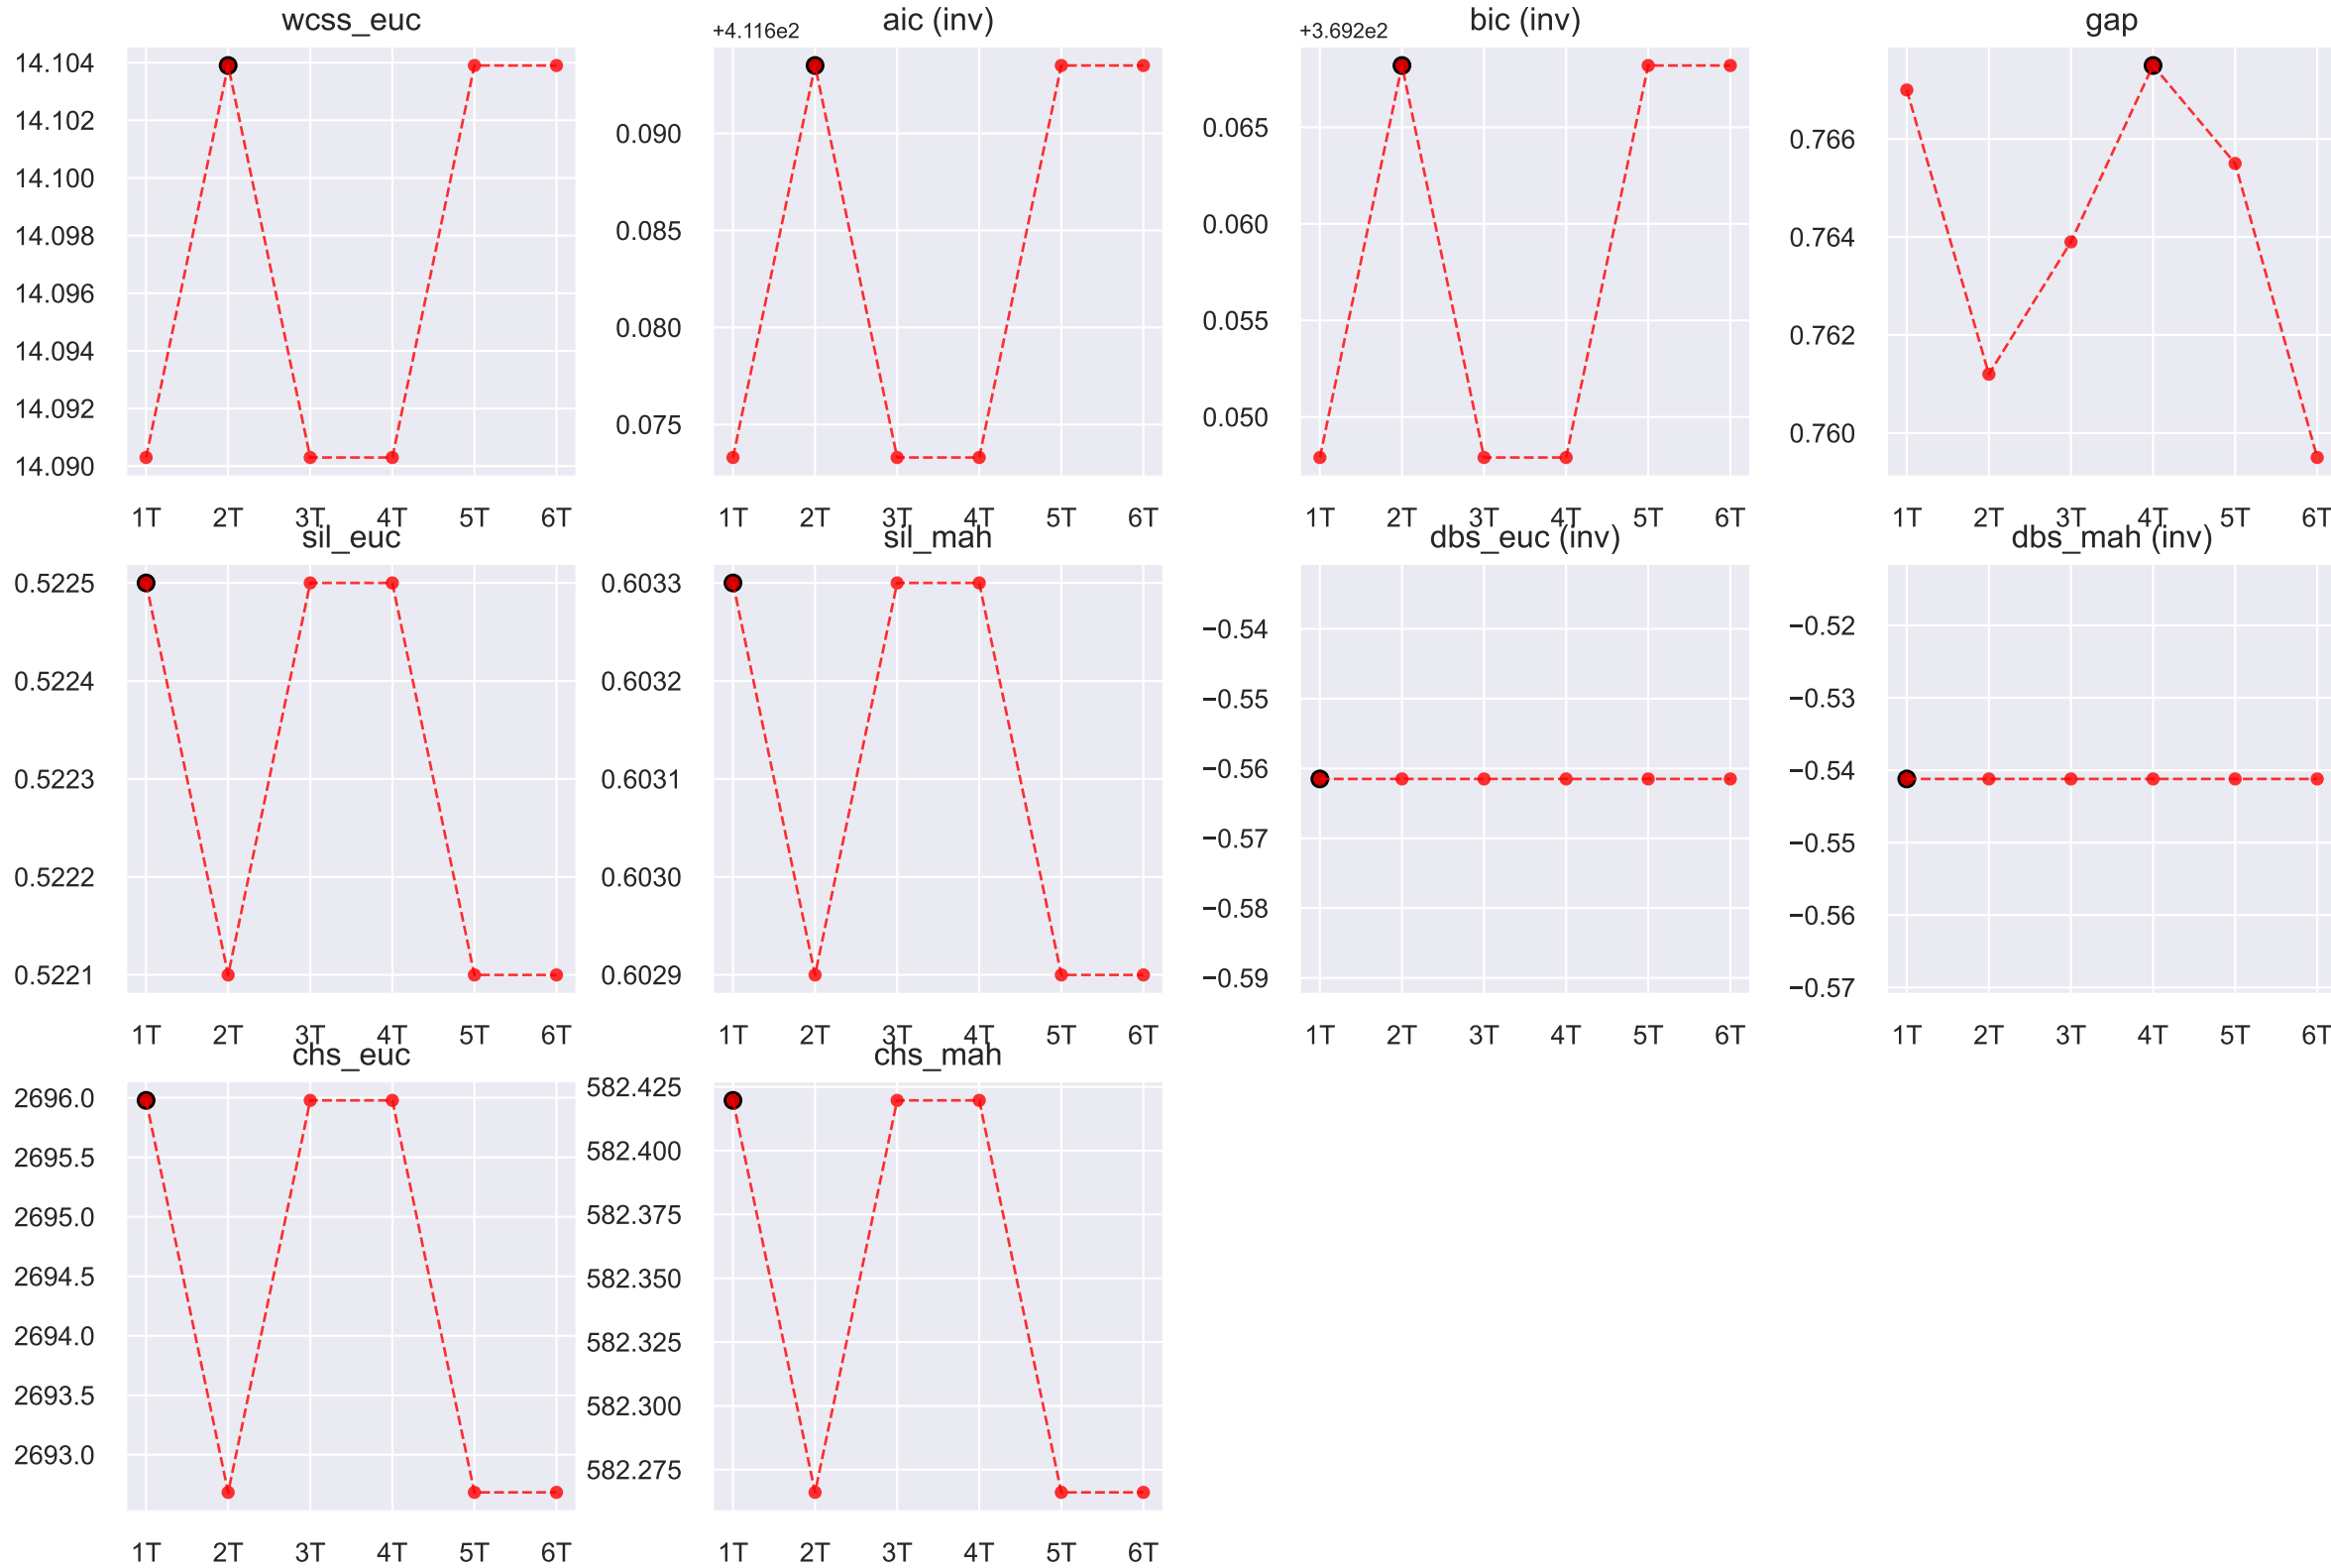 wcss_euc
14.104
14.102
14.100
14.098
14.096
14.094
14.092
14.090
1T 2T 3T 4T 5T 6T
aic (inv)
+4.116e2
0.090
0.085
0.080
0.075
1T 2T 3T 4T 5T 6T
bic (inv)
+3.692e2
0.065
0.060
0.055
0.050
1T 2T 3T 4T 5T 6T
gap
0.766
0.764
0.762
0.760
1T 2T 3T 4T 5T 6T
sil_euc
0.5225
0.5224
0.5223
0.5222
0.5221
1T 2T 3T 4T 5T 6T
sil_mah
0.6033
0.6032
0.6031
0.6030
0.6029
1T 2T 3T 4T 5T 6T
dbs_euc (inv)
−0.54
−0.55
−0.56
−0.57
−0.58
−0.59
1T 2T 3T 4T 5T 6T
dbs_mah (inv)
−0.52
−0.53
−0.54
−0.55
−0.56
−0.57
1T 2T 3T 4T 5T 6T
chs_euc
2696.0
2695.5
2695.0
2694.5
2694.0
2693.5
2693.0
1T 2T 3T 4T 5T 6T
chs_mah
582.425
582.400
582.375
582.350
582.325
582.300
582.275
1T 2T 3T 4T 5T 6T